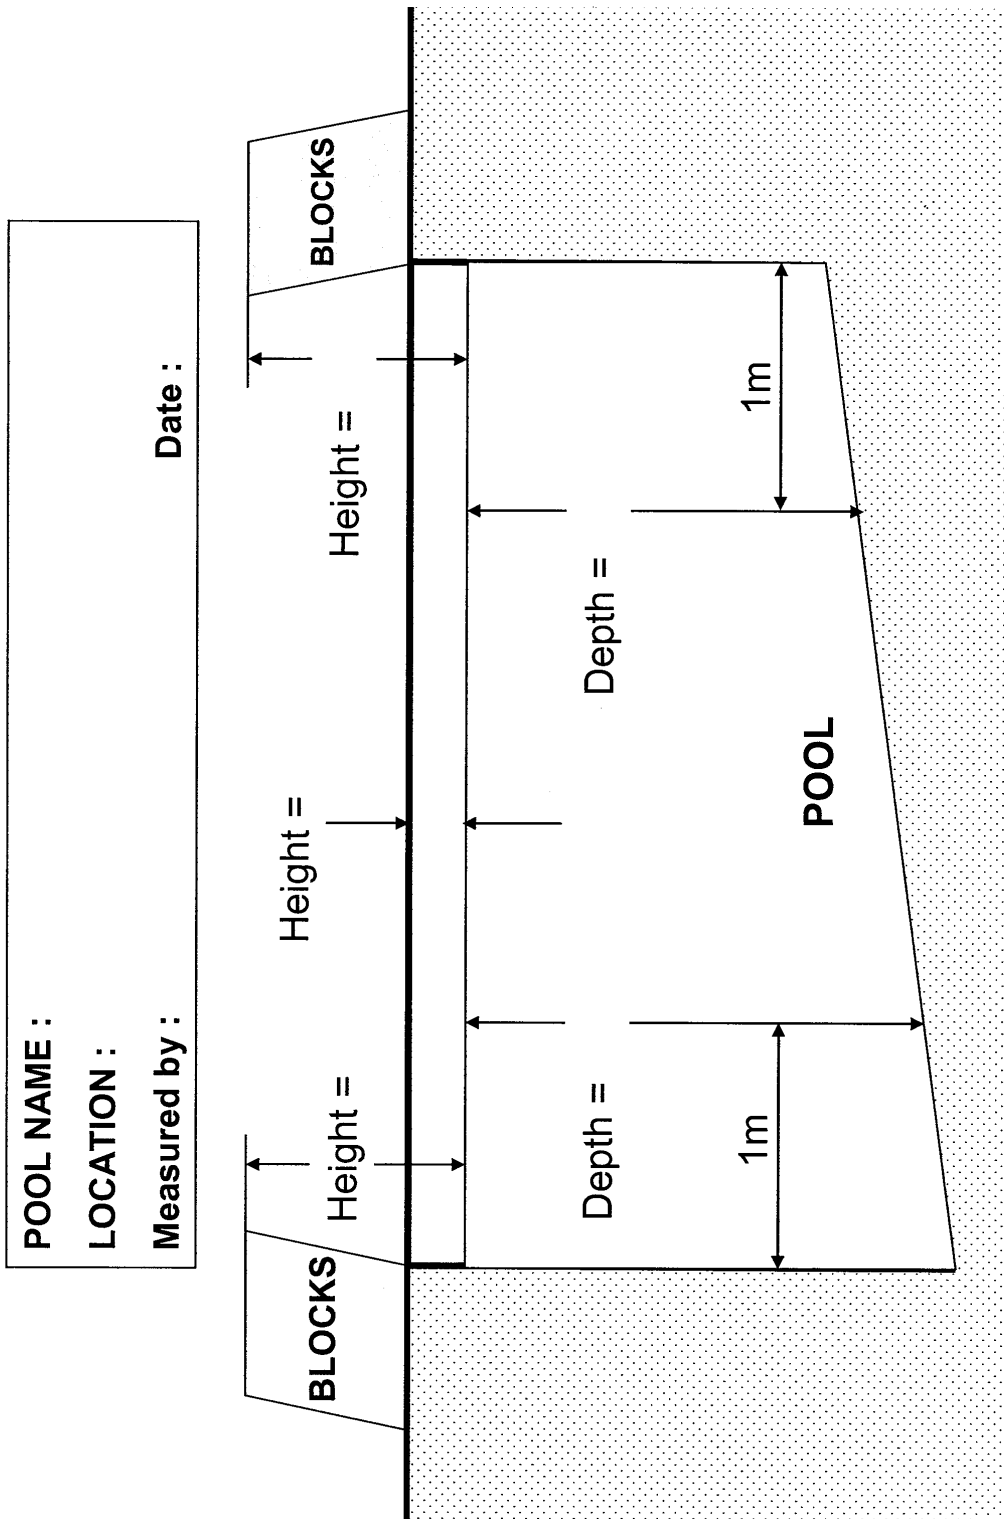 POOL NAME :
LOCATION :
Measured by : Date :
BLOCKS
Height =
Height =
Height =
BLOCKS
Depth =
Depth =
1m
1m
POOL